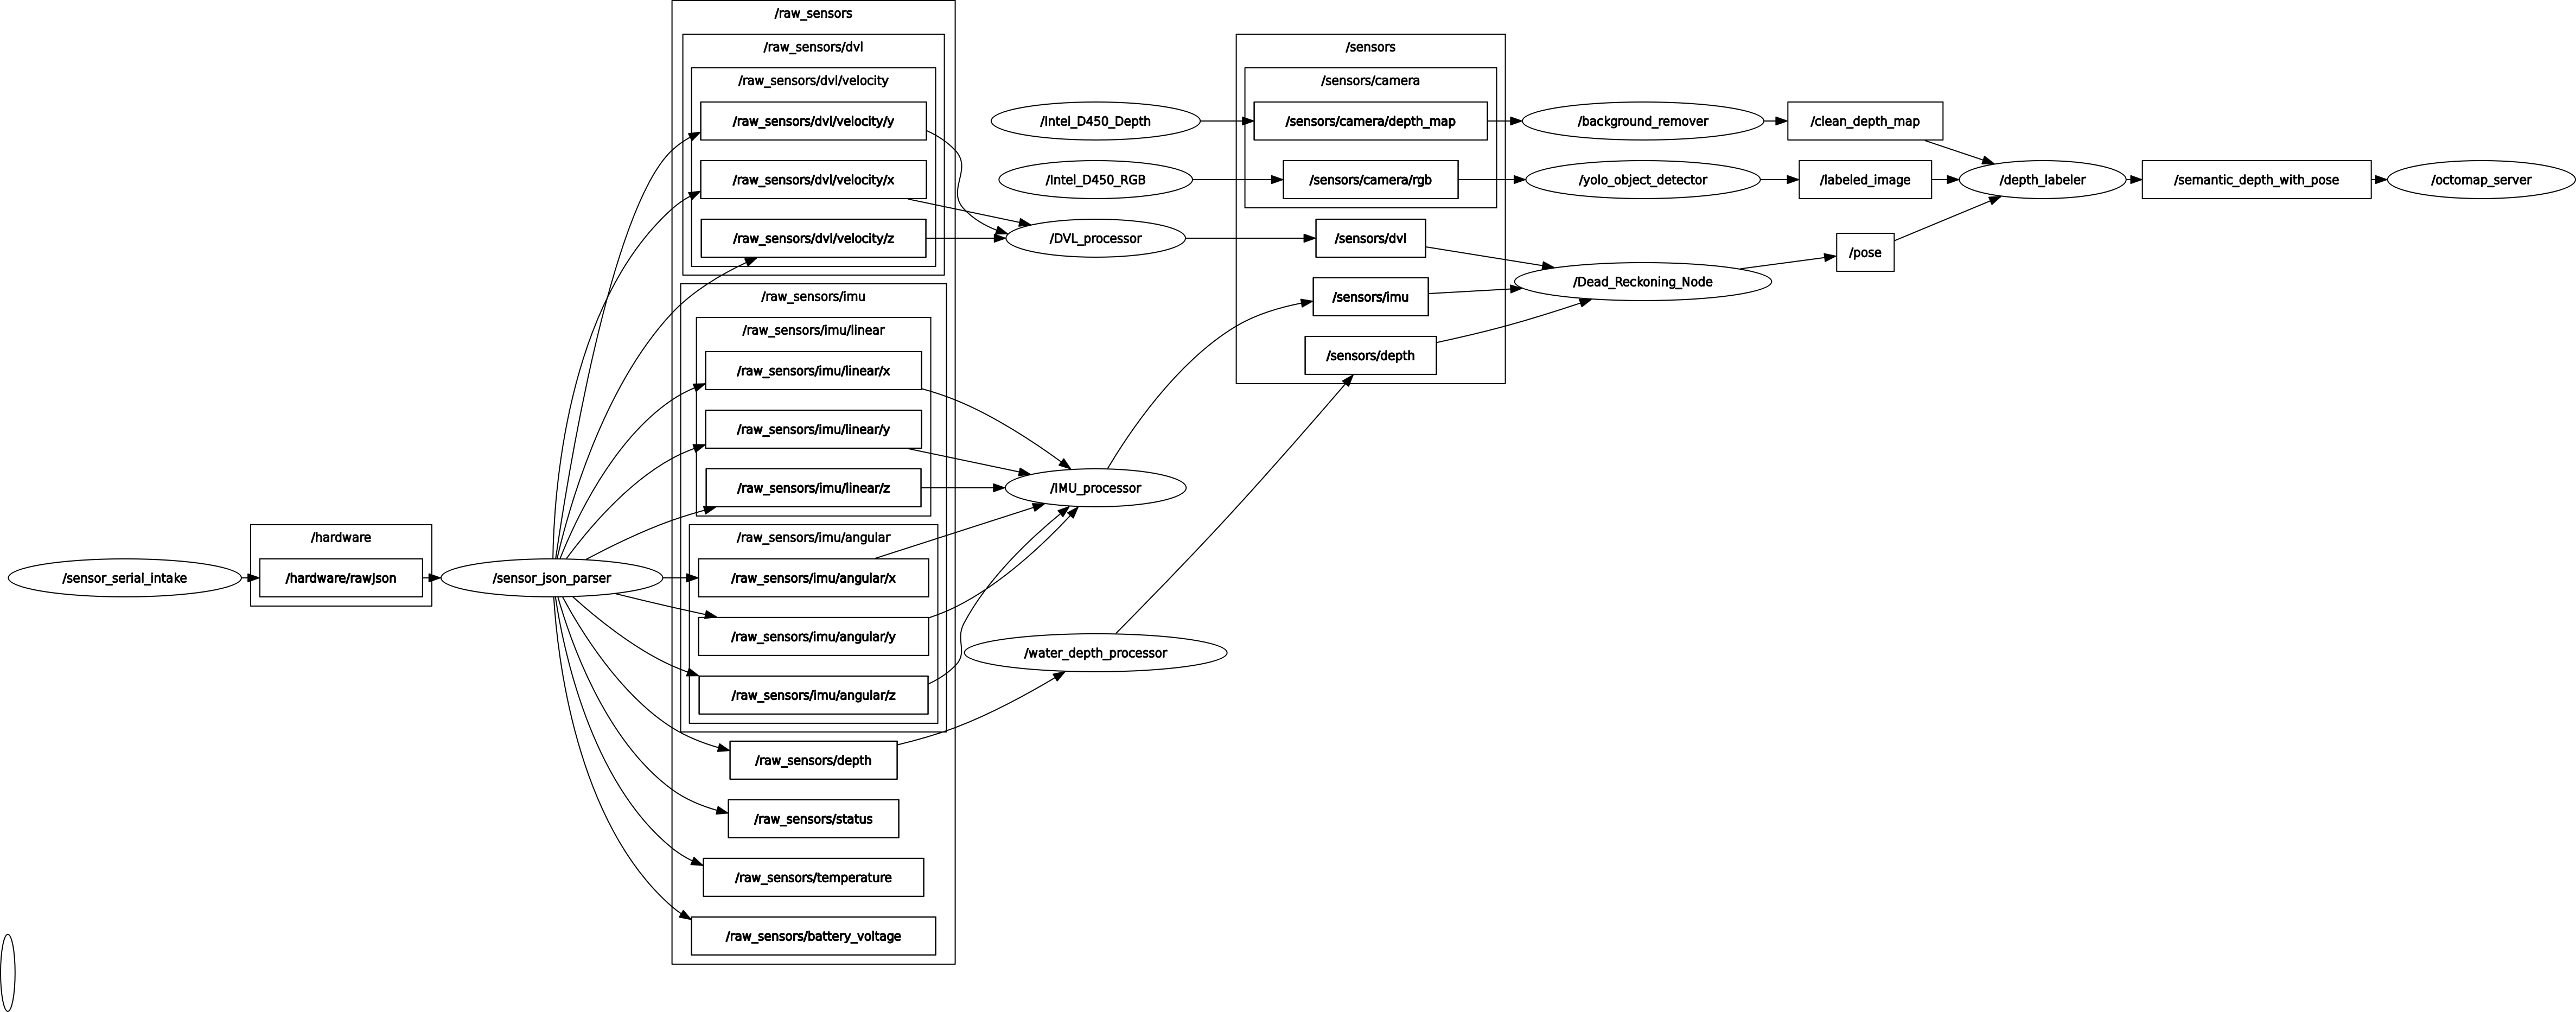 /raw_sensors
/raw_sensors/dvl
/raw_sensors/dvl/velocity
/raw_sensors/dvl/velocity/y
/raw_sensors/dvl/velocity/x
/raw_sensors/dvl/velocity/z
/raw_sensors/imu
/raw_sensors/imu/linear
/raw_sensors/imu/linear/x
/raw_sensors/imu/linear/y
/raw_sensors/imu/linear/z
/raw_sensors/imu/angular
/raw_sensors/imu/angular/x
/raw_sensors/imu/angular/y
/raw_sensors/imu/angular/z
/raw_sensors/depth
/raw_sensors/status
/raw_sensors/temperature
/raw_sensors/battery_voltage
/sensor_serial_intake
/hardware
/hardware/rawJson
/sensor_json_parser
/Intel_D450_Depth
/Intel_D450_RGB
/DVL_processor
/IMU_processor
/water_depth_processor
/sensors
/sensors/camera
/sensors/camera/depth_map
/sensors/camera/rgb
/sensors/dvl
/sensors/imu
/sensors/depth
/background_remover
/yolo_object_detector
/Dead_Reckoning_Node
/clean_depth_map
/labeled_image
/pose
/depth_labeler
/semantic_depth_with_pose
/octomap_server